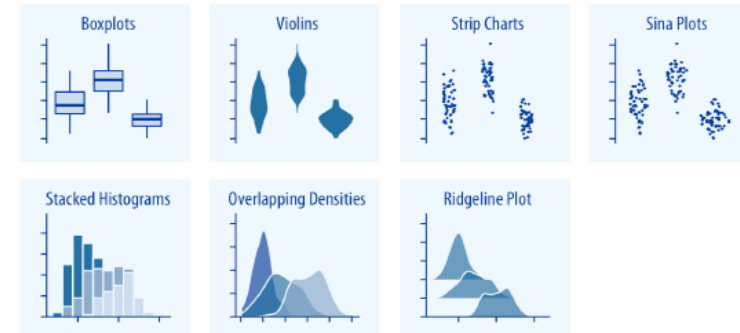 Boxplots
Violins
Strip Charts
Sina Plots
Stacked Histograms
Overlapping Densities
Ridgeline Plot